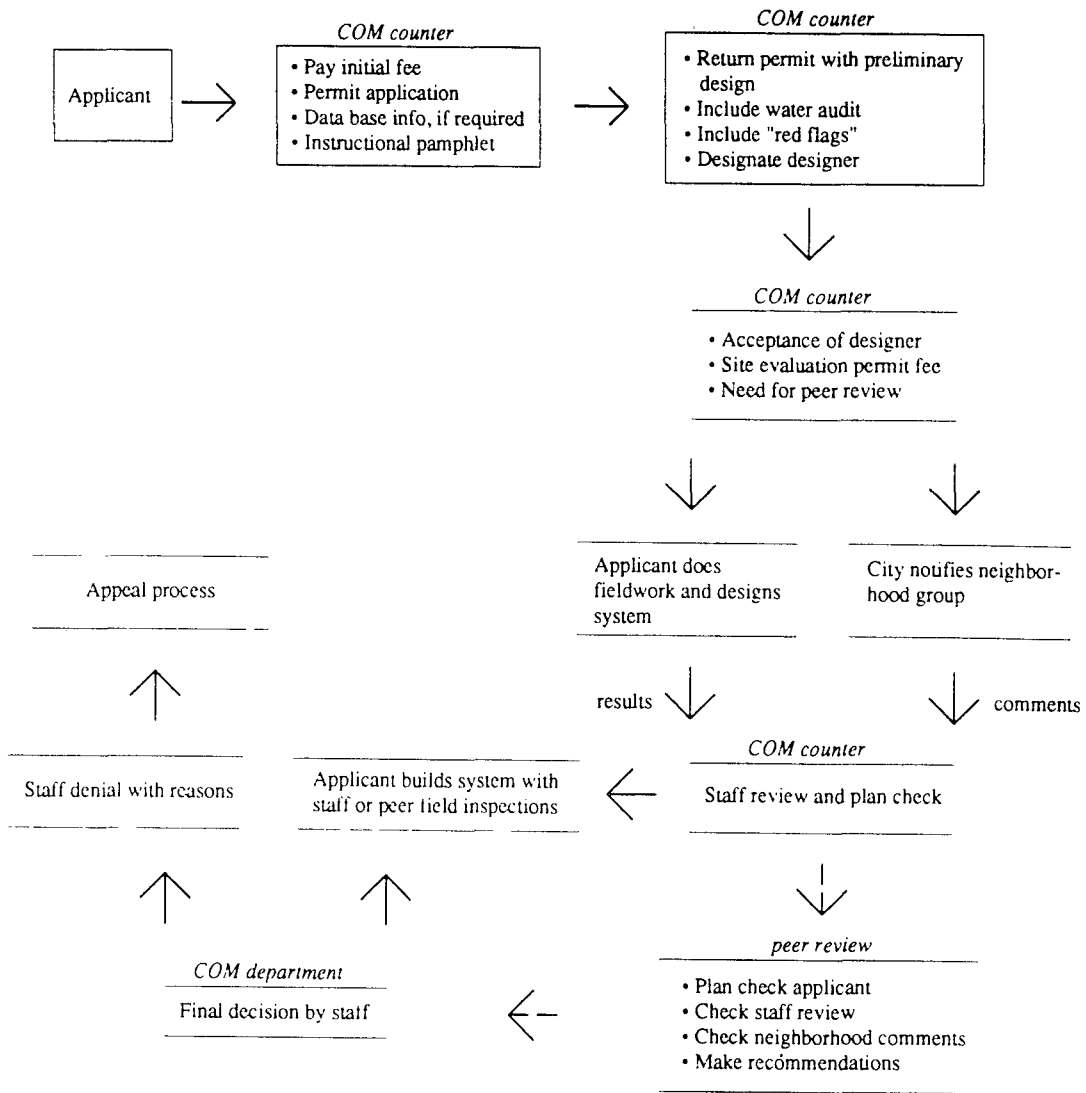 COM counter
Applicant
• Pay initial fee
• Permit application
• Data base info, if required
• Instructional pamphlet
COM counter
• Return permit with preliminary
design
• Include water audit
• Include "red flags"
• Designate designer
COM counter
• Acceptance of designer
• Site evaluation permit fee
• Need for peer review
Applicant does
fieldwork and designs
system
City notifies neighbor-
hood group
results
comments
COM counter
Staff review and plan check
Applicant builds system with
staff or peer field inspections
Staff denial with reasons
Appeal process
peer review
• Plan check applicant
• Check staff review
• Check neighborhood comments
• Make recommendations
COM department
Final decision by staff